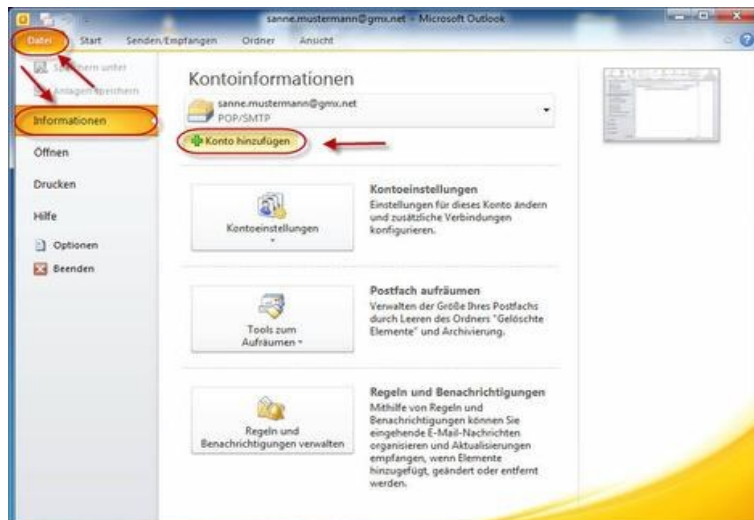 sanne.mustermann@gmx.net - Microsoft Outlook
Datei Start Senden/Empfangen Ordner Ansicht
Speichern unter
Anlagen speichern
Informationen
Öffnen
Drucken
Hilfe
Optionen
Beenden
Kontoinformationen
sanne.mustermann@gmx.net
POP/SMTP
Konto hinzufügen
Kontoeinstellungen
Kontoeinstellungen
Einstellungen für dieses Konto ändern
und zusätzliche Verbindungen
konfigurieren.
Tools zum
Aufräumen
Postfach aufräumen
Verwalten der Größe Ihres Postfachs
durch Leeren des Ordners "Gelöschte
Elemente" und Archivierung.
Regeln und
Benachrichtigungen verwalten
Regeln und Benachrichtigungen
Mithilfe von Regeln und
Benachrichtigungen können Sie
eingehende E-Mail-Nachrichten
organisieren und Aktualisierungen
empfangen, wenn Elemente
hinzugefügt, geändert oder entfernt
werden.